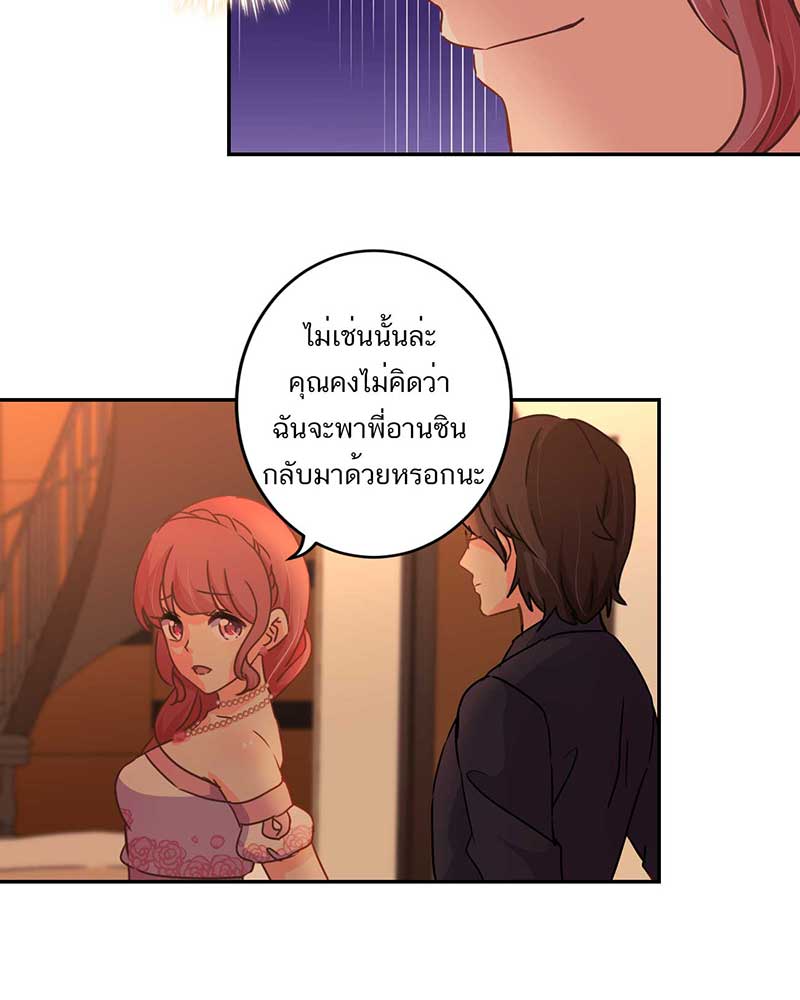 ไม่เช่นนั้นล่ะ
คุณคงไม่คิดว่า
ฉันจะพาพี่อานซิน
กลับมาด้วยหรอกนะ